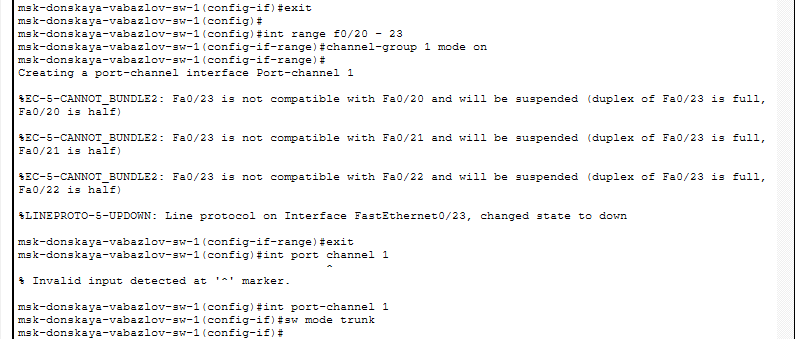 msk-donskaya-vabazlov-sw-1(config-if)#exit
msk-donskaya-vabazlov-sw-1(config)#
msk-donskaya-vabazlov-sw-1(config)#int range f0/20 - 23
msk-donskaya-vabazlov-sw-1(config-if-range)#channel-group 1 mode on
msk-donskaya-vabazlov-sw-1(config-if-range)#
Creating a port-channel interface Port-channel 1
%EC-5-CANNOT_BUNDLE2: Fa0/23 is not compatible with Fa0/20 and will be suspended (duplex of Fa0/23 is full,
Fa0/20 is half)
%EC-5-CANNOT_BUNDLE2: Fa0/23 is not compatible with Fa0/21 and will be suspended (duplex of Fa0/23 is full,
Fa0/21 is half)
%EC-5-CANNOT_BUNDLE2: Fa0/23 is not compatible with Fa0/22 and will be suspended (duplex of Fa0/23 is full,
Fa0/22 is half)
%LINEPROTO-5-UPDOWN: Line protocol on Interface FastEthernet0/23, changed state to down
msk-donskaya-vabazlov-sw-1(config-if-range)#exit
msk-donskaya-vabazlov-sw-1(config)#int port channel 1
^
% Invalid input detected at '^' marker.
msk-donskaya-vabazlov-sw-1(config)#int port-channel 1
msk-donskaya-vabazlov-sw-1(config-if)#sw mode trunk
msk-donskaya-vabazlov-sw-1(config-if)#